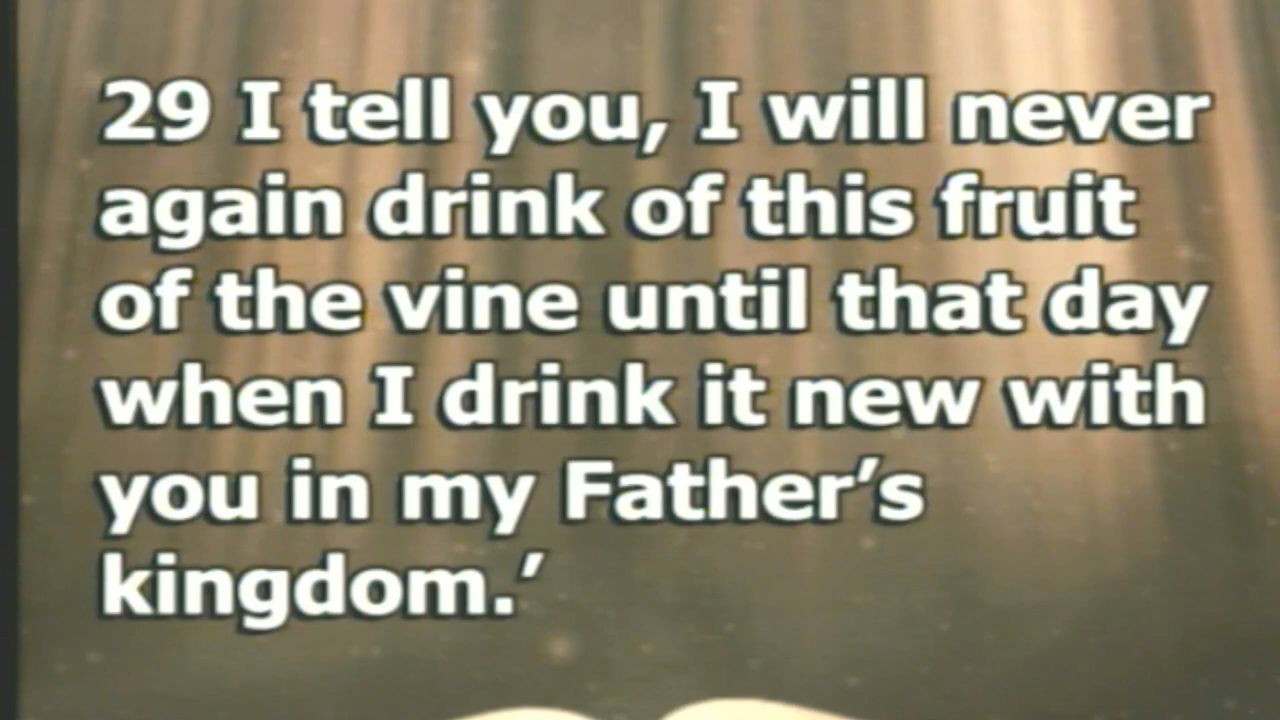 29 I tell you, I will never
again drink of this fruit
of the vine until that day
when I drink it new with
you in my Father’s
kingdom.’